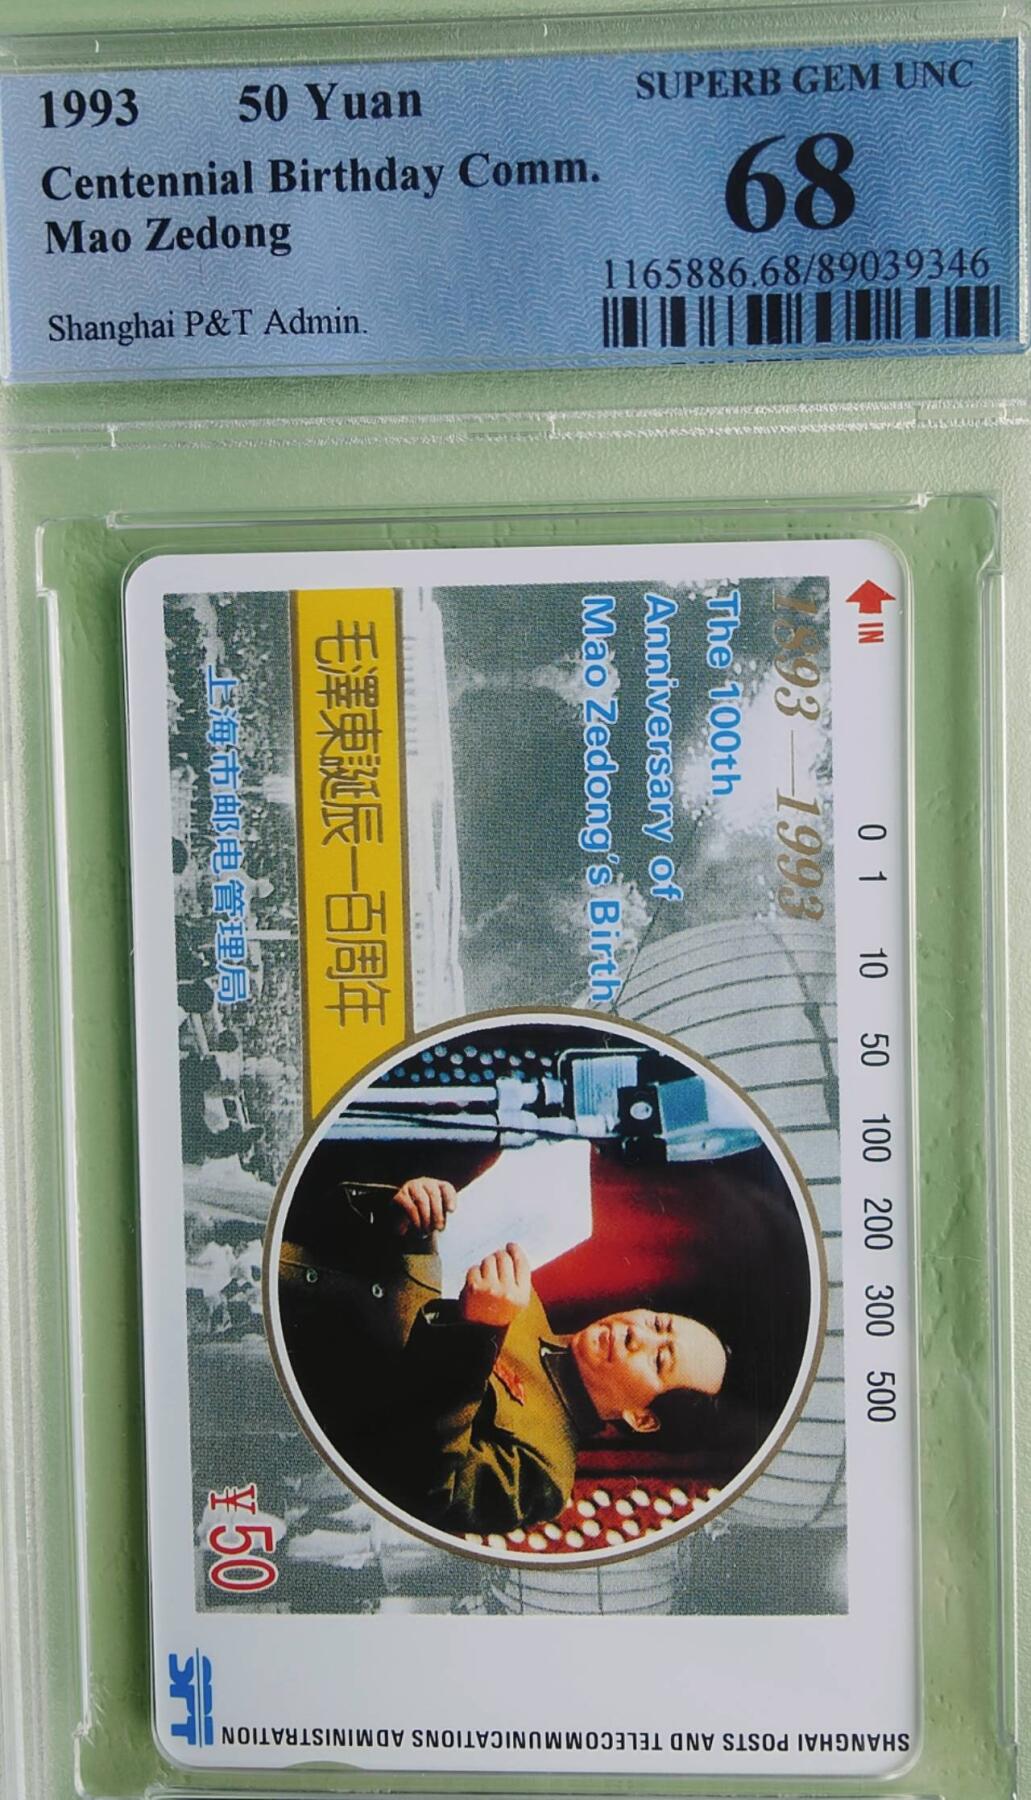 1993 50 Yuan
SUPERB GEM UNC
Centennial Birthday Comm.
68
Mao Zedong
1165886.68/89039346
Shanghai P&T Admin.
IN
0 1 10 50 100 200 300 500
1893—1993
The 100th
Anniversary of
Mao Zedong's Birth
毛澤東誕辰一百周年
上海市邮电管理局
¥50
SPT
SHANGHAI POSTS AND TELECOMMUNICATIONS ADMINISTRATION